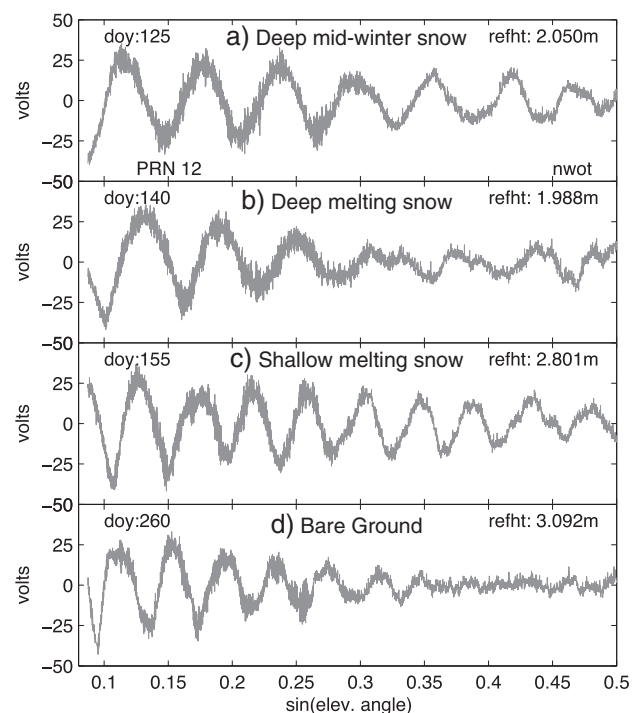 50
doy:125 a) Deep mid-winter snow refht: 2.050m
25
volts
0
−25
PRN 12 nwot
−50
doy:140 b) Deep melting snow refht: 1.988m
25
volts
0
−25
−50
doy:155 c) Shallow melting snow refht: 2.801m
25
volts
0
−25
−50
doy:260 d) Bare Ground refht: 3.092m
25
volts
0
−25
−50
0.1 0.15 0.2 0.25 0.3 0.35 0.4 0.45 0.5
sin(elev. angle)